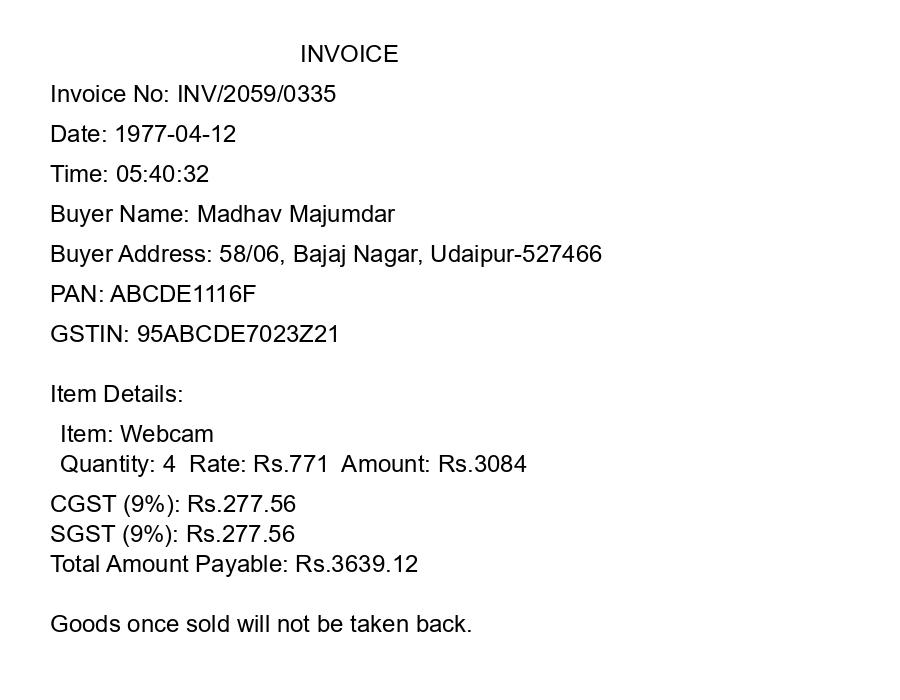 INVOICE
Invoice No: INV/2059/0335
Date: 1977-04-12
Time: 05:40:32
Buyer Name: Madhav Majumdar
Buyer Address: 58/06, Bajaj Nagar, Udaipur-527466
PAN: ABCDE1116F
GSTIN: 95ABCDE7023Z21
Item Details:
Item: Webcam
Quantity: 4  Rate: Rs.771  Amount: Rs.3084
CGST (9%): Rs.277.56
SGST (9%): Rs.277.56
Total Amount Payable: Rs.3639.12
Goods once sold will not be taken back.